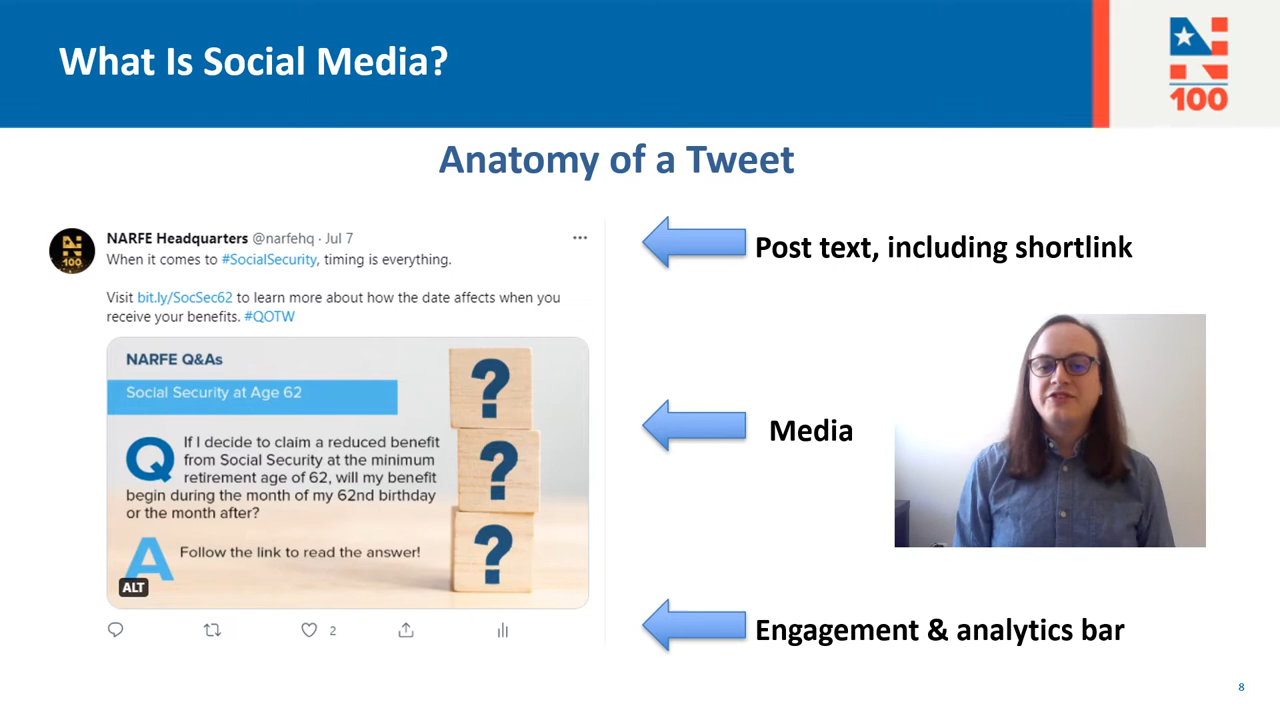 What Is Social Media?
100
Anatomy of a Tweet
NARFE Headquarters @narfehq · Jul 7
When it comes to #SocialSecurity, timing is everything.
Visit bit.ly/SocSec62 to learn more about how the date affects when you
receive your benefits. #QOTW
100
NARFE Q&As
Social Security at Age 62
Q If I decide to claim a reduced benefit
from Social Security at the minimum
retirement age of 62, will my benefit
begin during the month of my 62nd birthday
or the month after?
A Follow the link to read the answer!
?
?
?
ALT
2
Post text, including shortlink
Media
Engagement & analytics bar
8